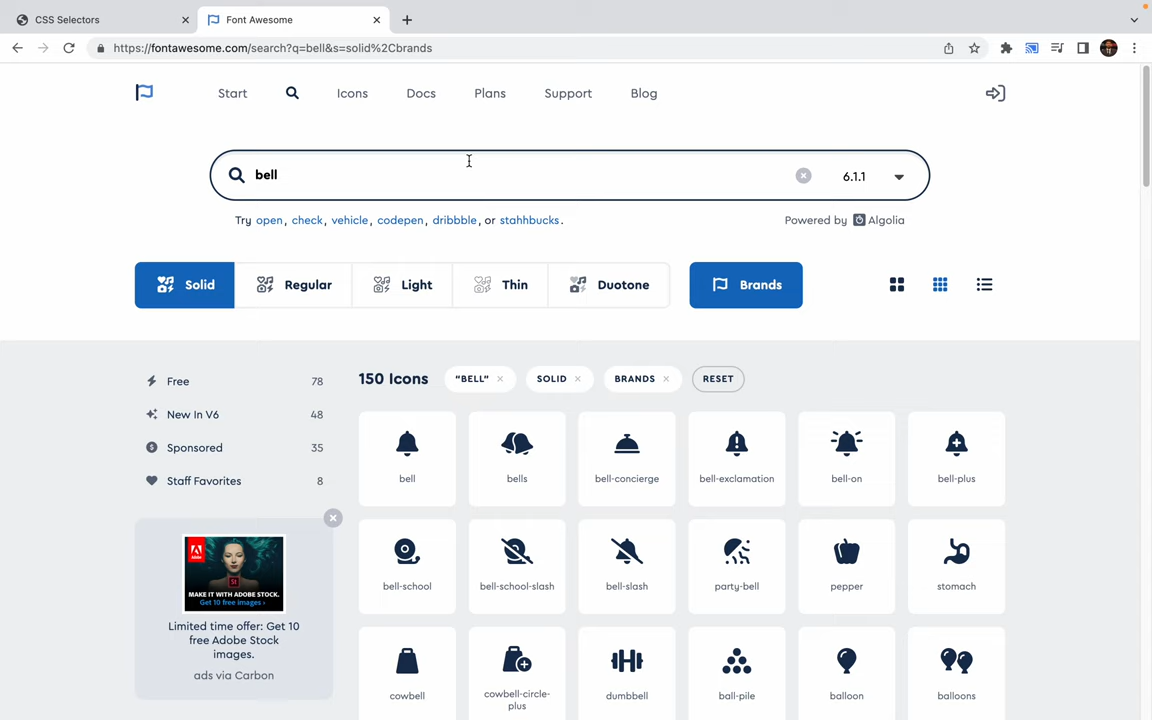 CSS Selectors
Font Awesome
https://fontawesome.com/search?q=bell&s=solid%2Cbrands
Start Icons Docs Plans Support Blog
bell 6.1.1
Try open, check, vehicle, codepen, dribbble, or stahhbucks. Powered by Algolia
Solid Regular Light Thin Duotone Brands
Free 78
New In V6 48
Sponsored 35
Staff Favorites 8
MAKE IT WITH ADOBE STOCK.
Get 10 free images ›
Limited time offer: Get 10
free Adobe Stock
images.
ads via Carbon
150 Icons "BELL" × SOLID × BRANDS × RESET
bell bells bell-concierge bell-exclamation bell-on bell-plus
bell-school bell-school-slash bell-slash party-bell pepper stomach
cowbell cowbell-circle-
plus dumbbell ball-pile balloon balloons